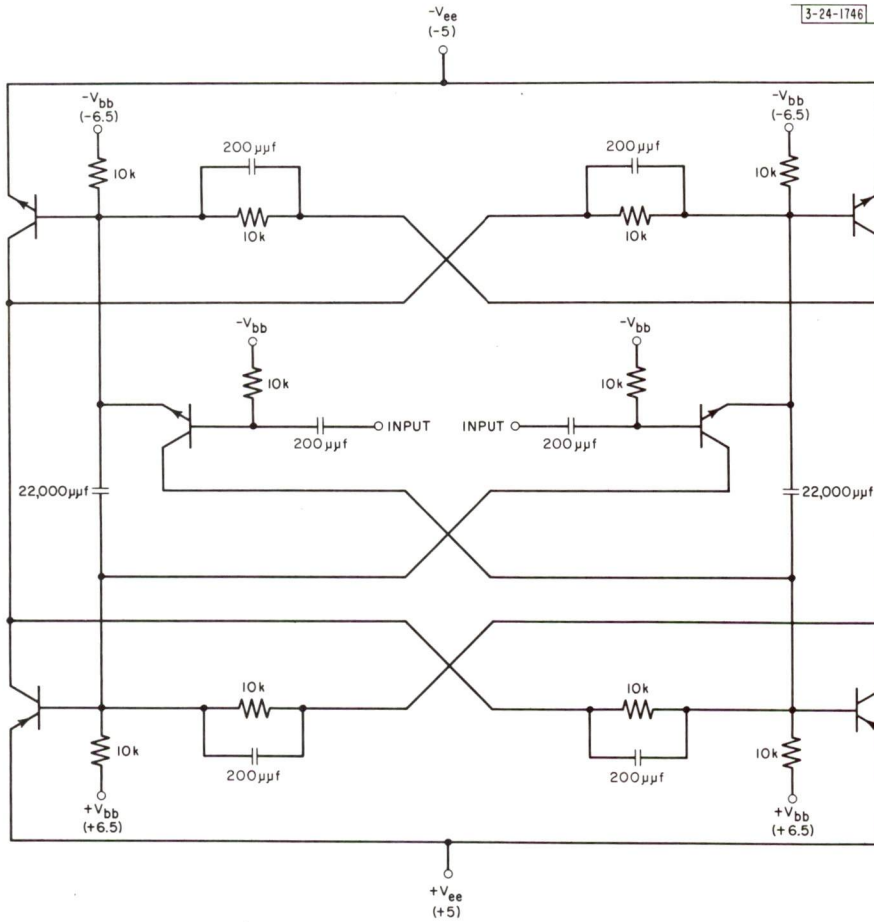 3-24-1746
-Vee
(-5)
-Vbb
(-6.5)
-Vbb
(-6.5)
200μμf
200μμf
10k
10k
10k
10k
-Vbb
-Vbb
10k
10k
INPUT
INPUT
200μμf
200μμf
22,000μμf
22,000μμf
10k
10k
10k
10k
200μμf
200μμf
+Vbb
(+6.5)
+Vbb
(+6.5)
+Vee
(+5)